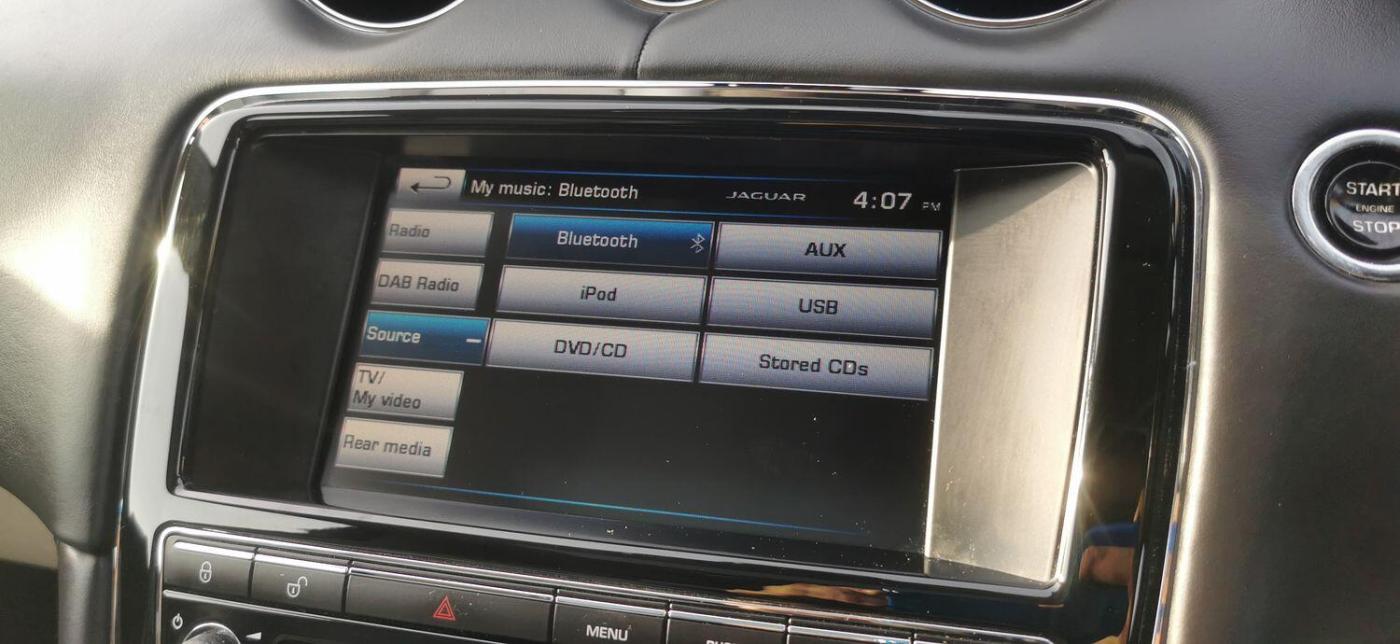 My music: Bluetooth
JAGUAR
4:07 PM
Radio
Bluetooth
AUX
DAB Radio
iPod
USB
Source
DVD/CD
Stored CDs
TV/
My video
Rear media
START
ENGINE
STOP
MENU